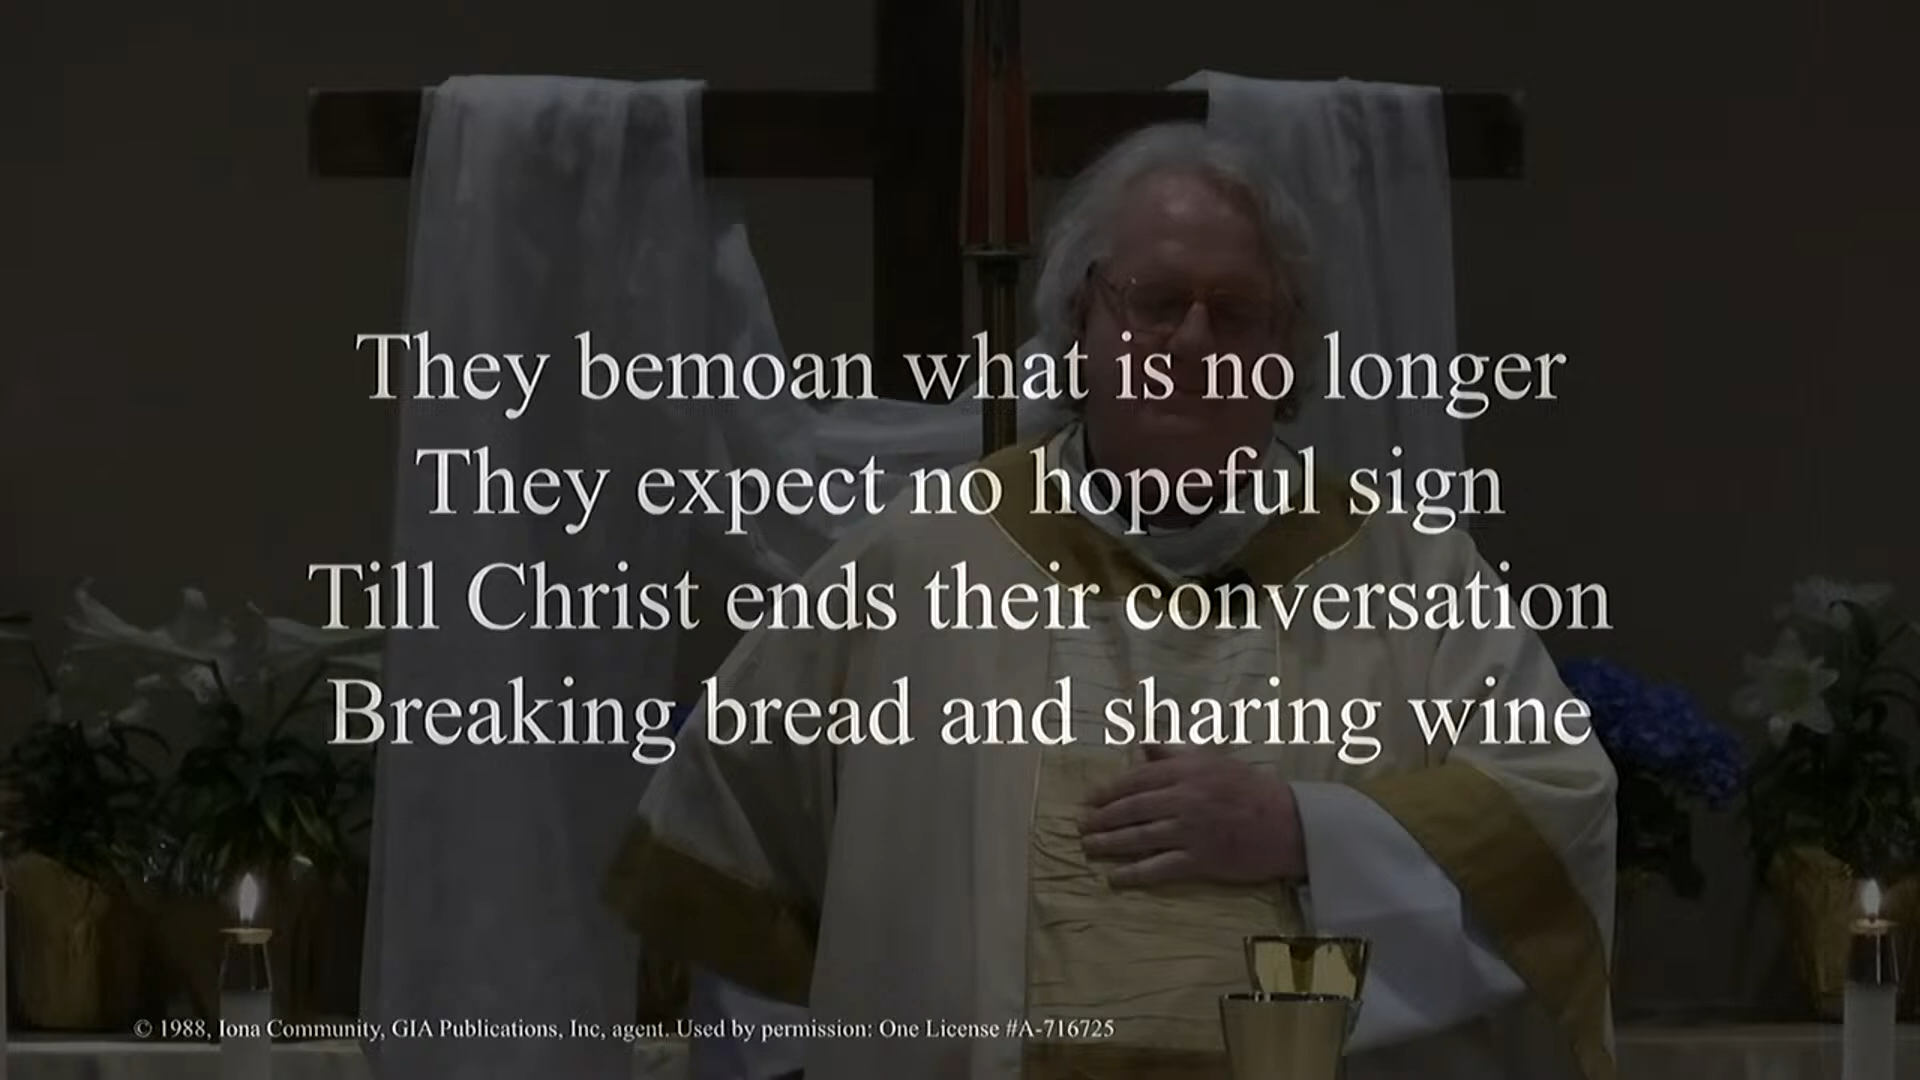 They bemoan what is no longer
They expect no hopeful sign
Till Christ ends their conversation
Breaking bread and sharing wine
© 1988, Iona Community, GIA Publications, Inc, agent. Used by permission: One License #A-716725